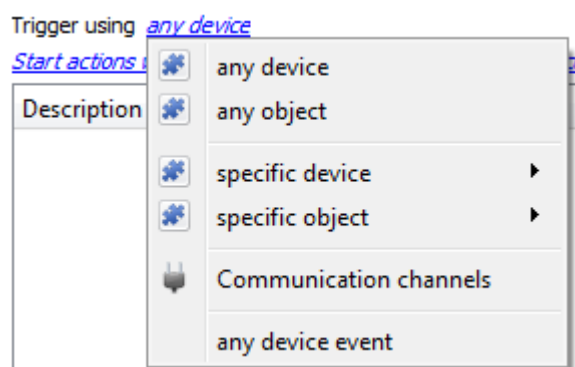 Trigger using any device
Start actions
any device
Description
any object
specific device
specific object
Communication channels
any device event